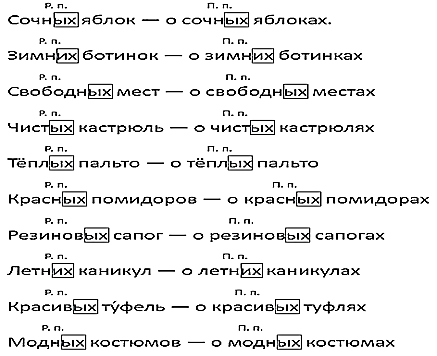 Р. п. П. п.
Сочных яблок — о сочных яблоках.
Р. п. П. п.
Зимних ботинок — о зимних ботинках
Р. п. П. п.
Свободных мест — о свободных местах
Р. п. П. п.
Чистых кастрюль — о чистых кастрюлях
Р. п. П. п.
Тёплых пальто — о тёплых пальто
Р. п. П. п.
Красных помидоров — о красных помидорах
Р. п. П. п.
Резиновых сапог — о резиновых сапогах
Р. п. П. п.
Летних каникул — о летних каникулах
Р. п. П. п.
Красивых ту́фель — о красивых туфлях
Р. п. П. п.
Модных костюмов — о модных костюмах